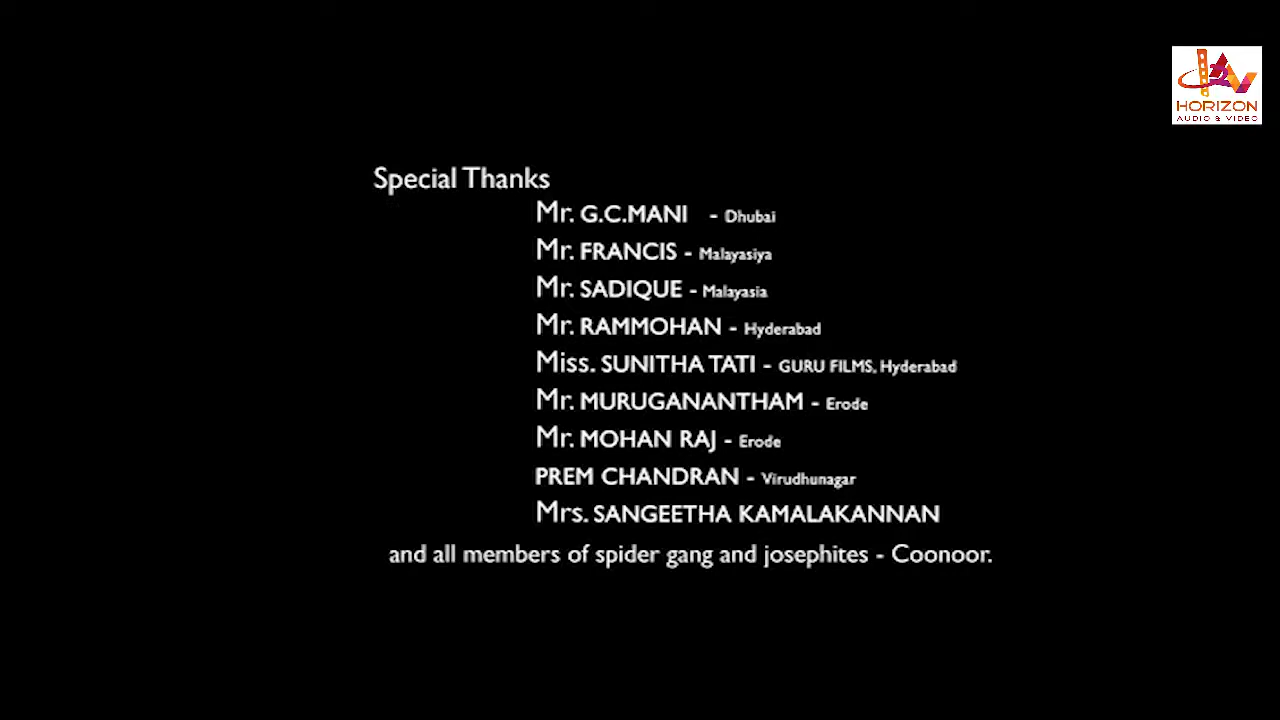 HORIZON
AUDIO & VIDEO
Special Thanks
Mr. G.C.MANI - Dhubai
Mr. FRANCIS - Malayasiya
Mr. SADIQUE - Malayasia
Mr. RAMMOHAN - Hyderabad
Miss. SUNITHA TATI - GURU FILMS, Hyderabad
Mr. MURUGANANTHAM - Erode
Mr. MOHAN RAJ - Erode
PREM CHANDRAN - Virudhunagar
Mrs. SANGEETHA KAMALAKANNAN
and all members of spider gang and josephites - Coonoor.